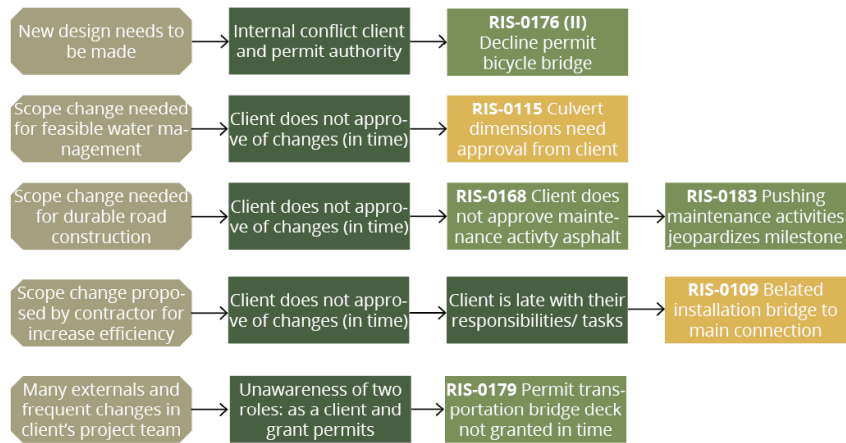 New design needs to
be made
Internal conflict client
and permit authority
RIS-0176 (II)
Decline permit
bicycle bridge
Scope change needed
for feasible water ma-
nagement
Client does not appro-
ve of changes (in time)
RIS-0115 Culvert
dimensions need
approval from client
Scope change needed
for durable road
construction
Client does not appro-
ve of changes (in time)
RIS-0168 Client does
not approve mainte-
nance activty asphalt
RIS-0183 Pushing
maintenance activities
jeopardizes milestone
Scope change propo-
sed by contractor for
increase efficiency
Client does not appro-
ve of changes (in time)
Client is late with their
responsibilities/ tasks
RIS-0109 Belated
installation bridge to
main connection
Many externals and
frequent changes in
client's project team
Unawareness of two
roles: as a client and
grant permits
RIS-0179 Permit trans-
portation bridge deck
not granted in time